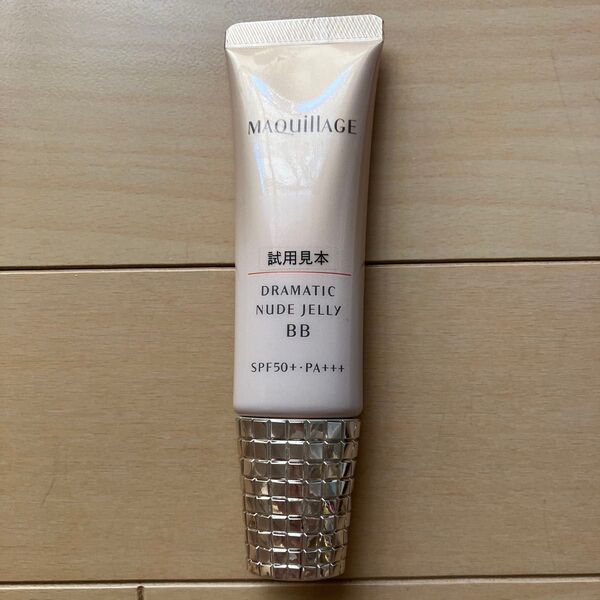 MAQuillAGE
試用見本
DRAMATIC
NUDE JELLY
BB
SPF50+・PA+++